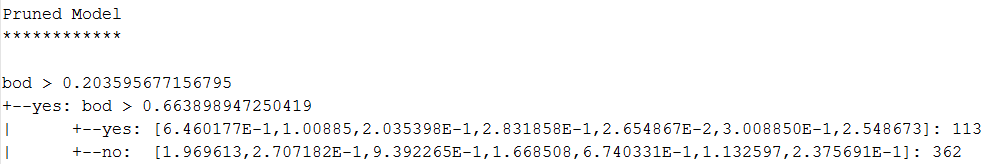 Pruned Model
************
bod > 0.203595677156795
+--yes: bod > 0.663898947250419
|      +--yes: [6.460177E-1,1.00885,2.035398E-1,2.831858E-1,2.654867E-2,3.008850E-1,2.548673]: 113
|      +--no:  [1.969613,2.707182E-1,9.392265E-1,1.668508,6.740331E-1,1.132597,2.375691E-1]: 362